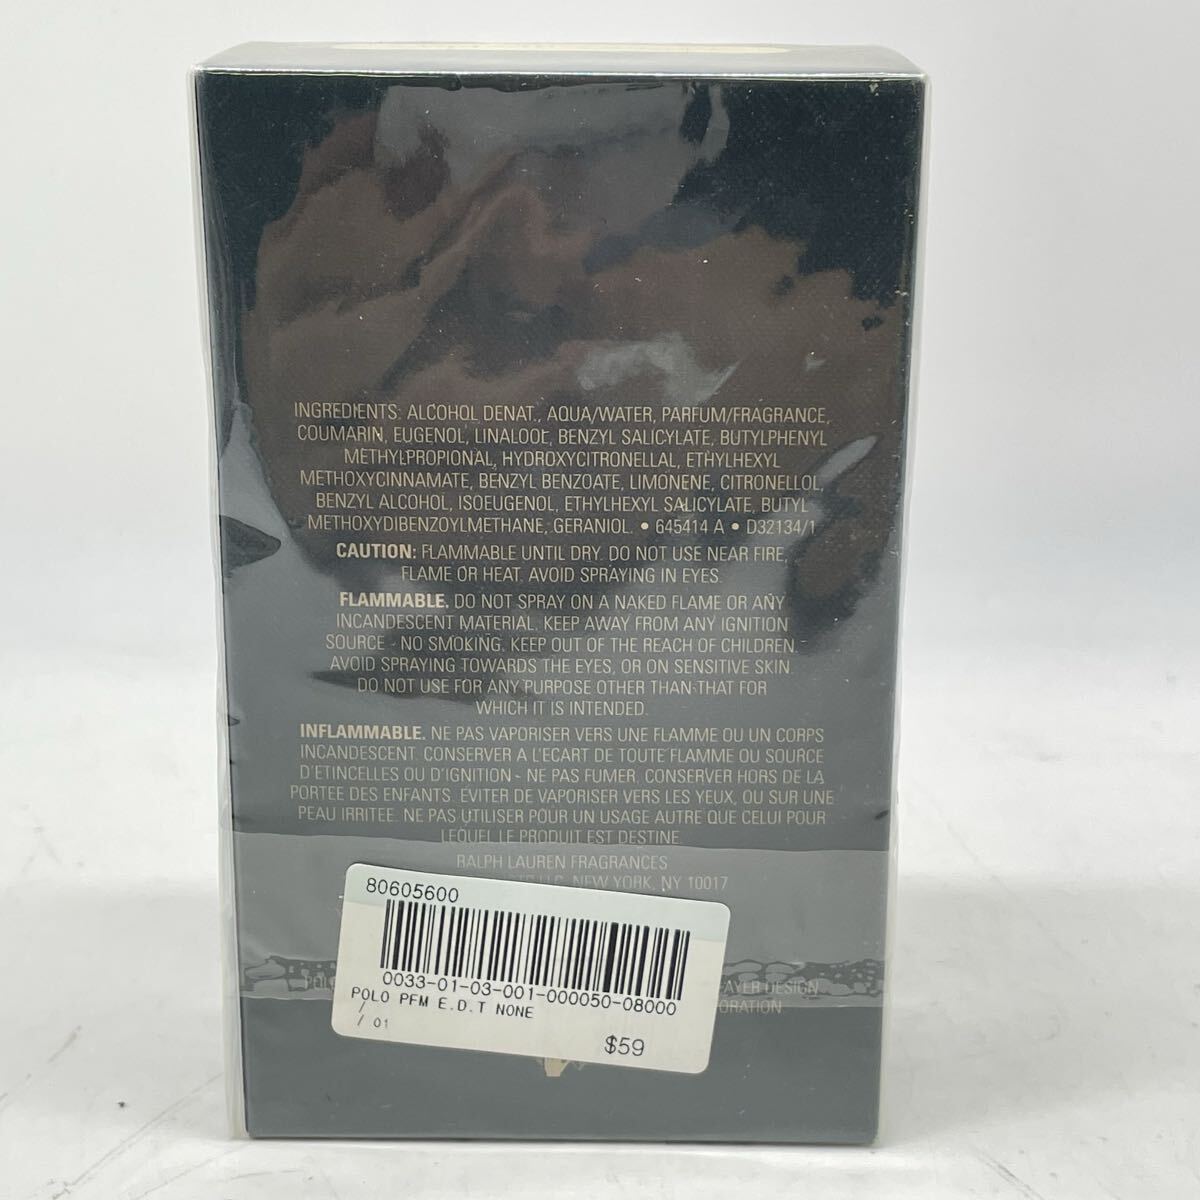 INGREDIENTS: ALCOHOL DENAT., AQUA/WATER, PARFUM/FRAGRANCE,
COUMARIN, EUGENOL, LINALOOL, BENZYL SALICYLATE, BUTYLPHENYL
METHYLPROPIONAL, HYDROXYCITRONELLAL, ETHYLHEXYL
METHOXYCINNAMATE, BENZYL BENZOATE, LIMONENE, CITRONELLOL,
BENZYL ALCOHOL, ISOEUGENOL, ETHYLHEXYL SALICYLATE, BUTYL
METHOXYDIBENZOYLMETHANE, GERANIOL. • 645414 A • D32134/1
CAUTION: FLAMMABLE UNTIL DRY. DO NOT USE NEAR FIRE,
FLAME OR HEAT. AVOID SPRAYING IN EYES.
FLAMMABLE. DO NOT SPRAY ON A NAKED FLAME OR ANY
INCANDESCENT MATERIAL. KEEP AWAY FROM ANY IGNITION
SOURCE - NO SMOKING. KEEP OUT OF THE REACH OF CHILDREN.
AVOID SPRAYING TOWARDS THE EYES, OR ON SENSITIVE SKIN.
DO NOT USE FOR ANY PURPOSE OTHER THAN THAT FOR
WHICH IT IS INTENDED.
INFLAMMABLE. NE PAS VAPORISER VERS UNE FLAMME OU UN CORPS
INCANDESCENT. CONSERVER A L'ECART DE TOUTE FLAMME OU SOURCE
D'ETINCELLES OU D'IGNITION - NE PAS FUMER. CONSERVER HORS DE LA
PORTEE DES ENFANTS. ÉVITER DE VAPORISER VERS LES YEUX, OU SUR UNE
PEAU IRRITEE. NE PAS UTILISER POUR UN USAGE AUTRE QUE CELUI POUR
LEQUEL LE PRODUIT EST DESTINE.
RALPH LAUREN FRAGRANCES
LLC, NEW YORK, NY 10017
DESIGN
80605600
0033-01-03-001-000050-08000
POLO PFM E.D.T NONE
/
/ 01
$59